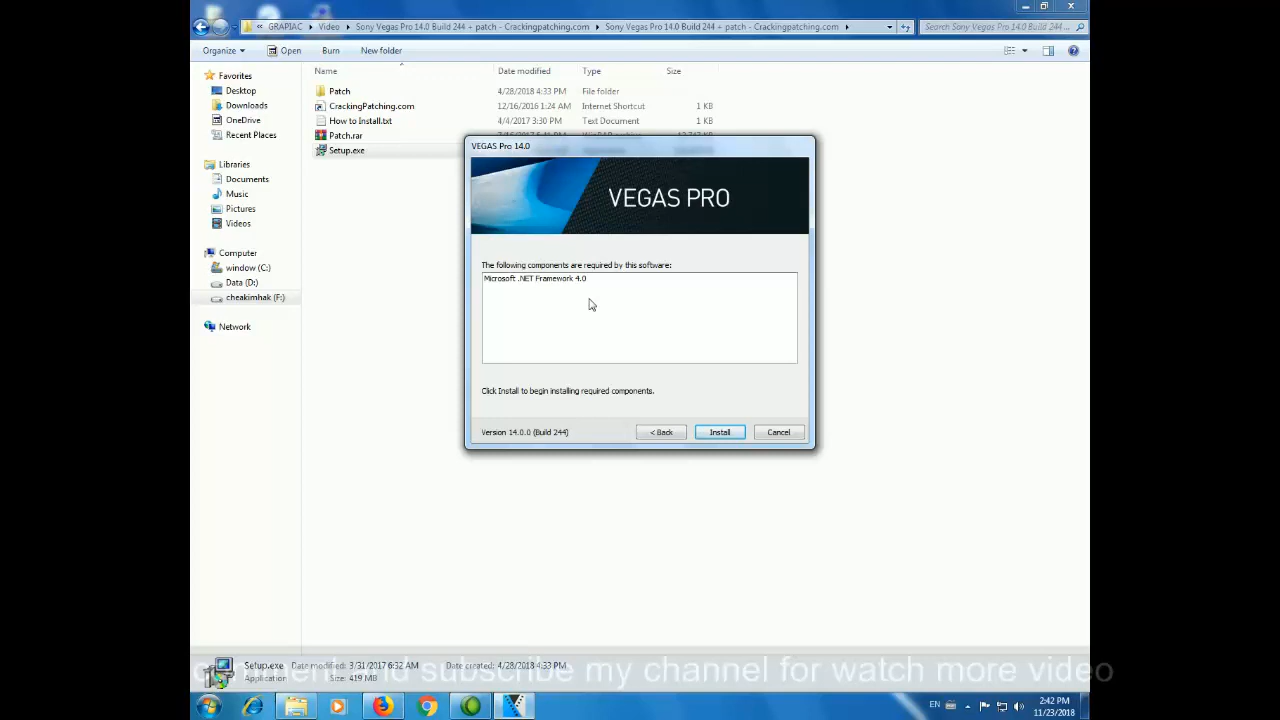 « GRAPIAC ▸ Video ▸ Sony Vegas Pro 14.0 Build 244 + patch - Crackingpatching.com ▸ Sony Vegas Pro 14.0 Build 244 + patch - Crackingpatching.com ▸
Search Sony Vegas Pro 14.0 Build 244 ...
Organize Open Burn New folder
Name Date modified Type Size
Favorites
Desktop
Downloads
OneDrive
Recent Places
Libraries
Documents
Music
Pictures
Videos
Computer
window (C:)
Data (D:)
cheakimhak (F:)
Network
Patch 4/28/2018 4:33 PM File folder
CrackingPatching.com 12/16/2016 1:24 AM Internet Shortcut 1 KB
How to Install.txt 4/4/2017 3:30 PM Text Document 1 KB
Patch.rar
Setup.exe
VEGAS Pro 14.0
VEGAS PRO
The following components are required by this software:
Microsoft .NET Framework 4.0
Click Install to begin installing required components.
Version 14.0.0 (Build 244) < Back Install Cancel
Setup.exe Date modified: 3/31/2017 6:32 AM Date created: 4/28/2018 4:33 PM
Application Size: 419 MB
subscribe my channel for watch more video
EN
2:42 PM
11/23/2018